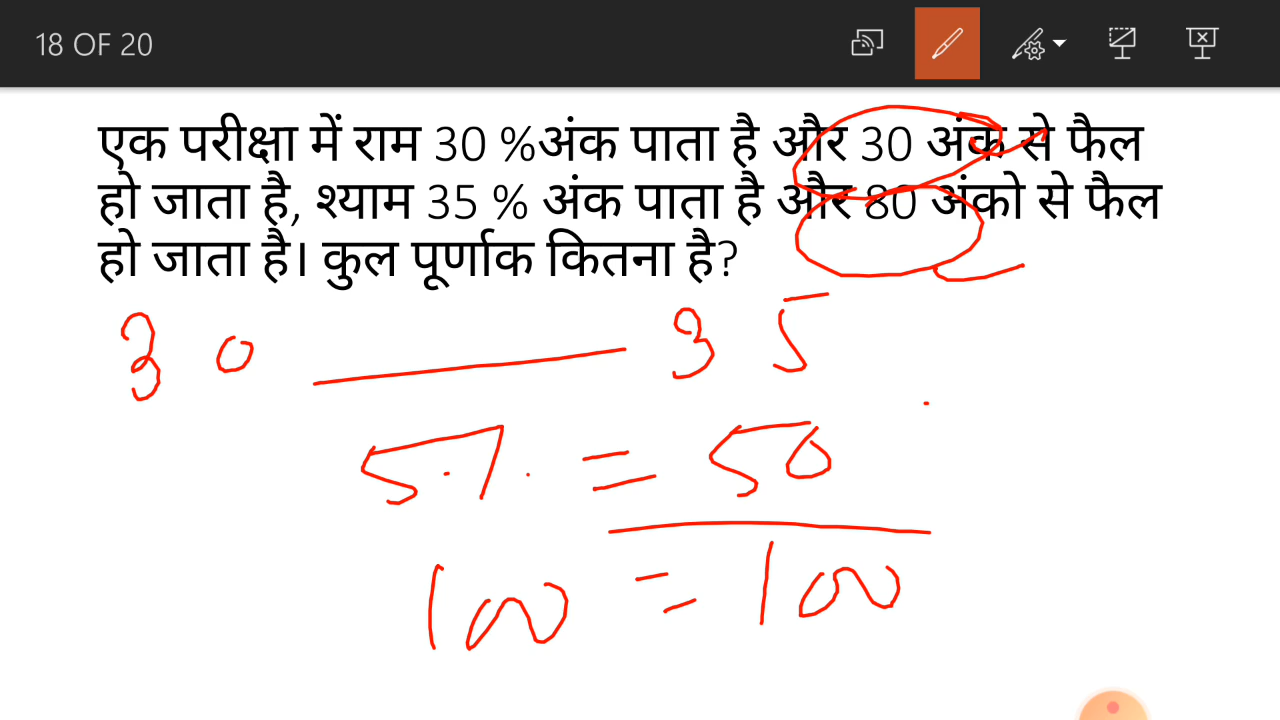 18 OF 20
एक परीक्षा में राम 30 %अंक पाता है और 30 अंक से फैल
हो जाता है, श्याम 35 % अंक पाता है और 80 अंको से फैल
हो जाता है। कुल पूर्णाक कितना है?
30 35
5% = 50
100 = 100